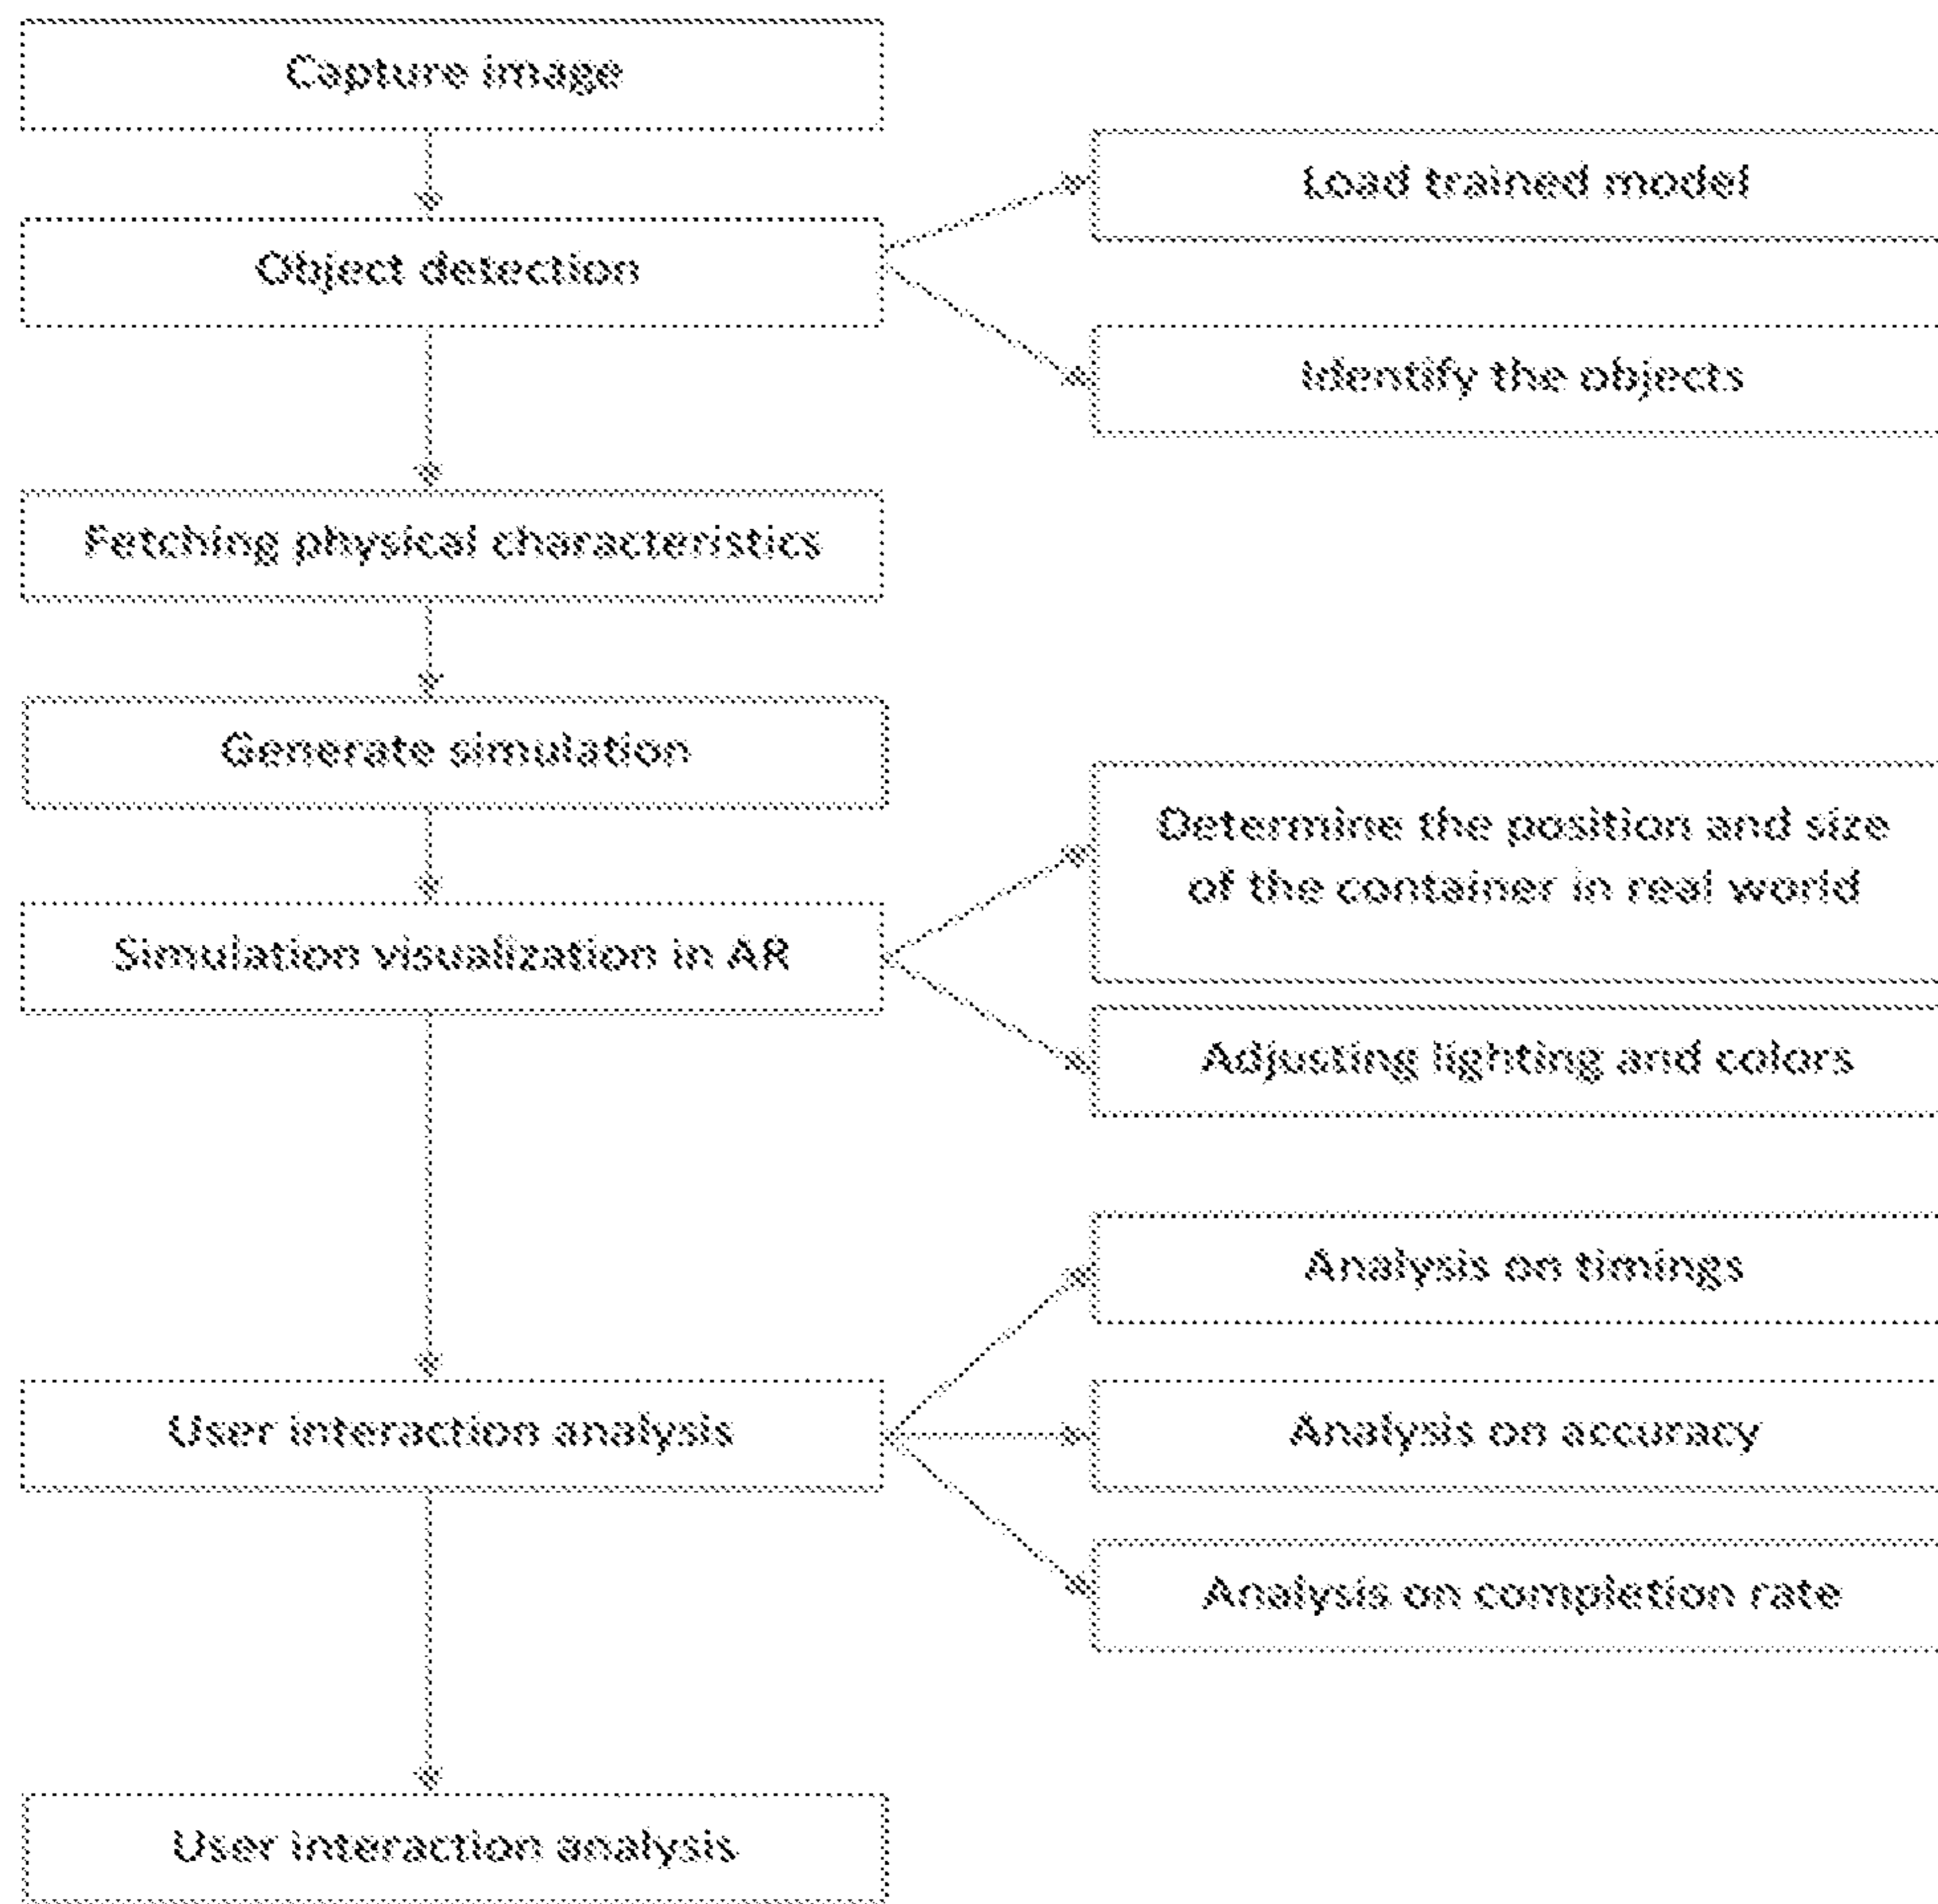 Capture image
Load trained model
Object detection
Identify the objects
Fetching physical characteristics
Generate simulation
Determine the position and size
of the container in real world
Simulation visualization in AR
Adjusting lighting and colors
Analysis on timings
User interaction analysis
Analysis on accuracy
Analysis on completion rate
User interaction analysis